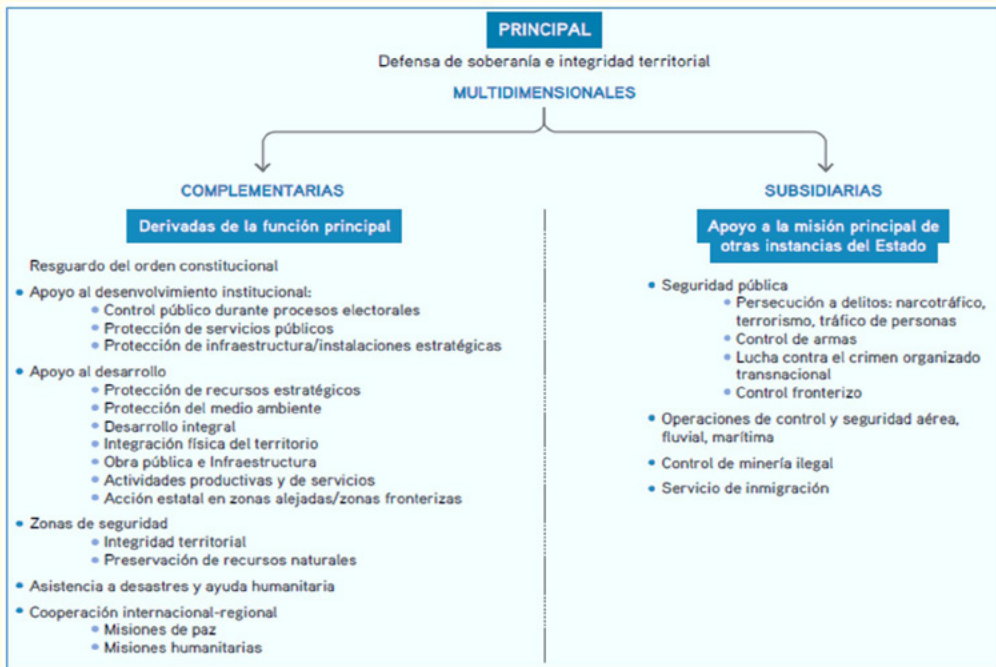 PRINCIPAL
Defensa de soberanía e integridad territorial
MULTIDIMENSIONALES
COMPLEMENTARIAS
Derivadas de la función principal
Resguardo del orden constitucional
• Apoyo al desenvolvimiento institucional:
• Control público durante procesos electorales
• Protección de servicios públicos
• Protección de infraestructura/instalaciones estratégicas
• Apoyo al desarrollo
• Protección de recursos estratégicos
• Protección del medio ambiente
• Desarrollo integral
• Integración física del territorio
• Obra pública e Infraestructura
• Actividades productivas y de servicios
• Acción estatal en zonas alejadas/zonas fronterizas
• Zonas de seguridad
• Integridad territorial
• Preservación de recursos naturales
• Asistencia a desastres y ayuda humanitaria
• Cooperación internacional-regional
• Misiones de paz
• Misiones humanitarias
SUBSIDIARIAS
Apoyo a la misión principal de
otras instancias del Estado
• Seguridad pública
• Persecución a delitos: narcotráfico,
terrorismo, tráfico de personas
• Control de armas
• Lucha contra el crimen organizado
transnacional
• Control fronterizo
• Operaciones de control y seguridad aérea,
fluvial, marítima
• Control de minería ilegal
• Servicio de inmigración